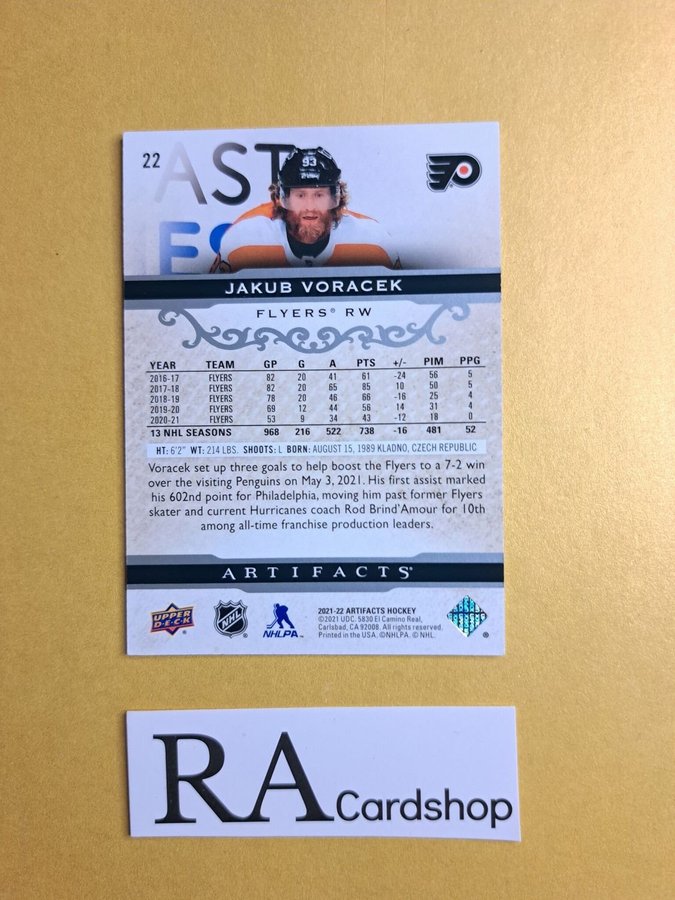 22
AST
93
JAKUB VORACEK
FLYERS® RW
YEAR TEAM GP G A PTS +/- PIM PPG
2016-17 FLYERS 82 20 41 61 -24 56 5
2017-18 FLYERS 82 20 65 85 10 50 5
2018-19 FLYERS 78 20 46 66 -16 25 4
2019-20 FLYERS 69 12 44 56 14 31 4
2020-21 FLYERS 53 9 34 43 -12 18 0
13 NHL SEASONS 968 216 522 738 -16 481 52
HT: 6'2" WT: 214 LBS. SHOOTS: L BORN: AUGUST 15, 1989 KLADNO, CZECH REPUBLIC
Voracek set up three goals to help boost the Flyers to a 7-2 win
over the visiting Penguins on May 3, 2021. His first assist marked
his 602nd point for Philadelphia, moving him past former Flyers
skater and current Hurricanes coach Rod Brind'Amour for 10th
among all-time franchise production leaders.
ARTIFACTS®
UPPER
DECK
®
NHL
NHLPA™
2021-22 ARTIFACTS HOCKEY
©2021 UDC. 5830 El Camino Real,
Carlsbad, CA 92008. All rights reserved.
Printed in the USA. ©NHLPA. © NHL.
®
RA Cardshop